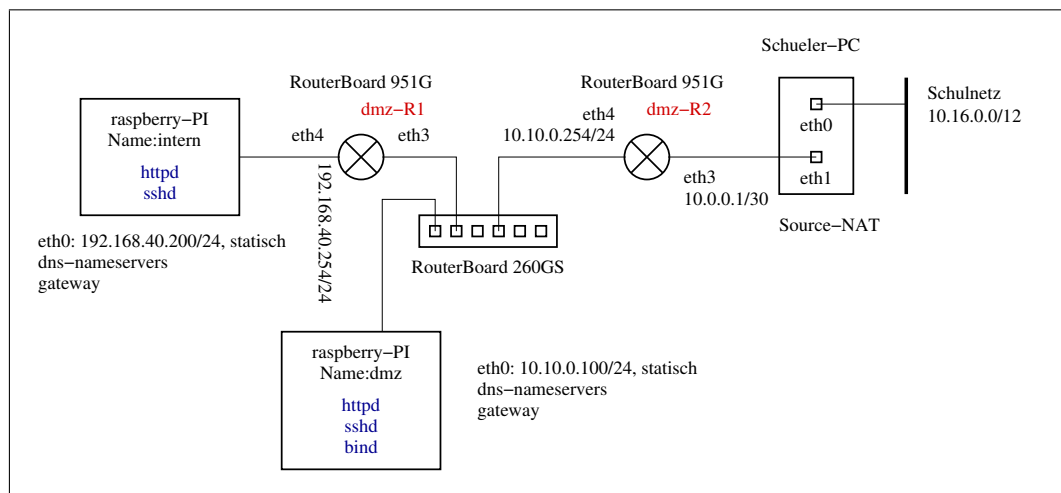 Schueler−PC
RouterBoard 951G
dmz−R1
RouterBoard 951G
dmz−R2
raspberry−PI
Name:intern
httpd
sshd
eth4
eth3
192.168.40.254/24
eth4
10.10.0.254/24
eth3
10.0.0.1/30
eth0
eth1
Schulnetz
10.16.0.0/12
Source−NAT
eth0: 192.168.40.200/24, statisch
dns−nameservers
gateway
RouterBoard 260GS
raspberry−PI
Name:dmz
httpd
sshd
bind
eth0: 10.10.0.100/24, statisch
dns−nameservers
gateway